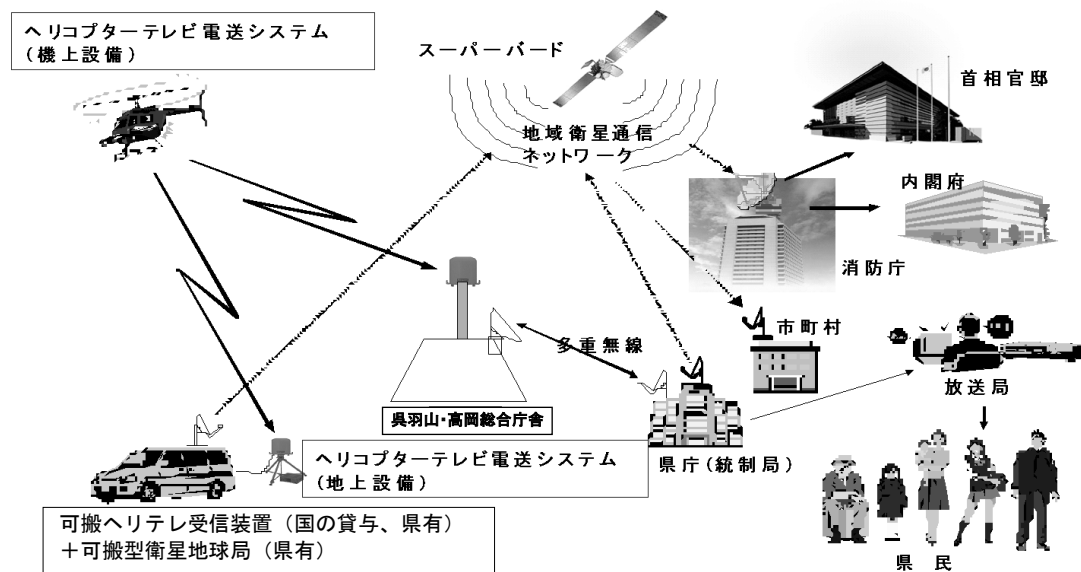 ヘリコプターテレビ電送システム
(機上設備)
スーパーバード
地域衛星通信
ネットワーク
首相官邸
内閣府
消防庁
市町村
多重無線
放送局
呉羽山・高岡総合庁舎
県庁(統制局)
ヘリコプターテレビ電送システム
(地上設備)
可搬ヘリテレ受信装置(国の貸与、県有)
+可搬型衛星地球局(県有)
県民